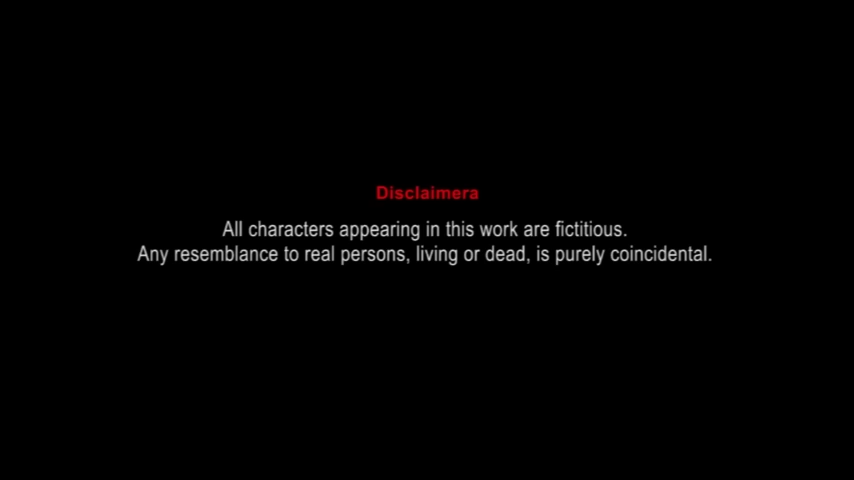 Disclaimera
All characters appearing in this work are fictitious.
Any resemblance to real persons, living or dead, is purely coincidental.